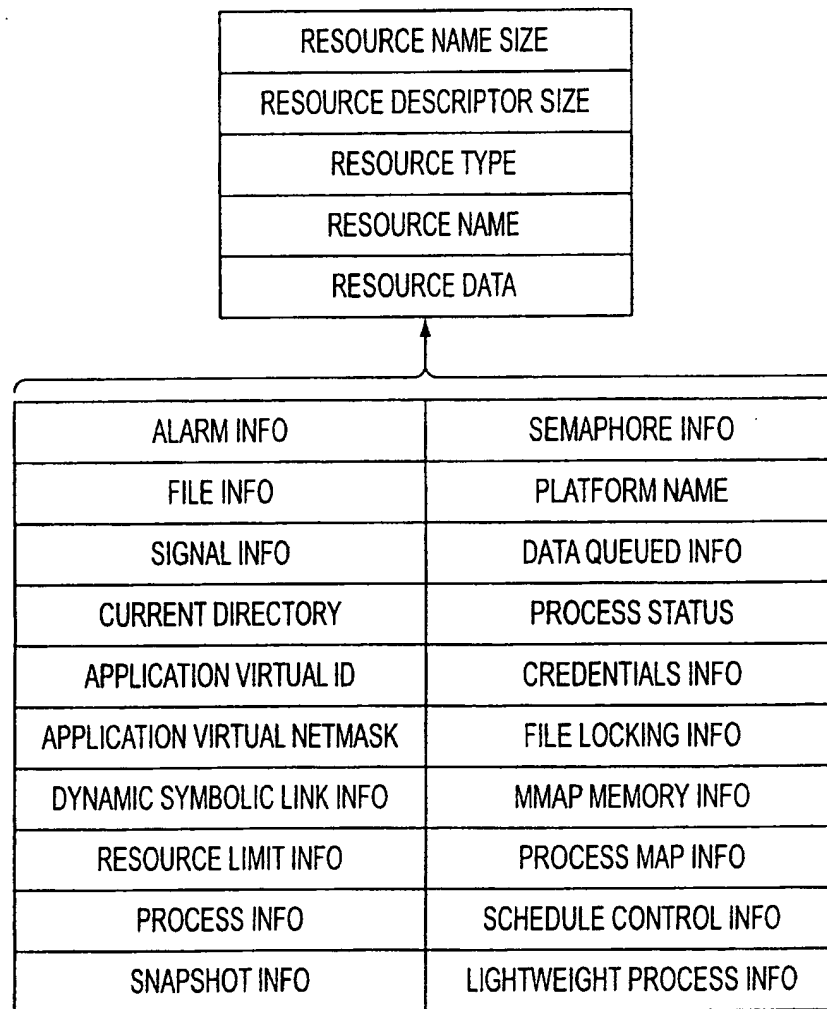 RESOURCE NAME SIZE
RESOURCE DESCRIPTOR SIZE
RESOURCE TYPE
RESOURCE NAME
RESOURCE DATA
ALARM INFO
SEMAPHORE INFO
FILE INFO
PLATFORM NAME
SIGNAL INFO
DATA QUEUED INFO
CURRENT DIRECTORY
PROCESS STATUS
APPLICATION VIRTUAL ID
CREDENTIALS INFO
APPLICATION VIRTUAL NETMASK
FILE LOCKING INFO
DYNAMIC SYMBOLIC LINK INFO
MMAP MEMORY INFO
RESOURCE LIMIT INFO
PROCESS MAP INFO
PROCESS INFO
SCHEDULE CONTROL INFO
SNAPSHOT INFO
LIGHTWEIGHT PROCESS INFO